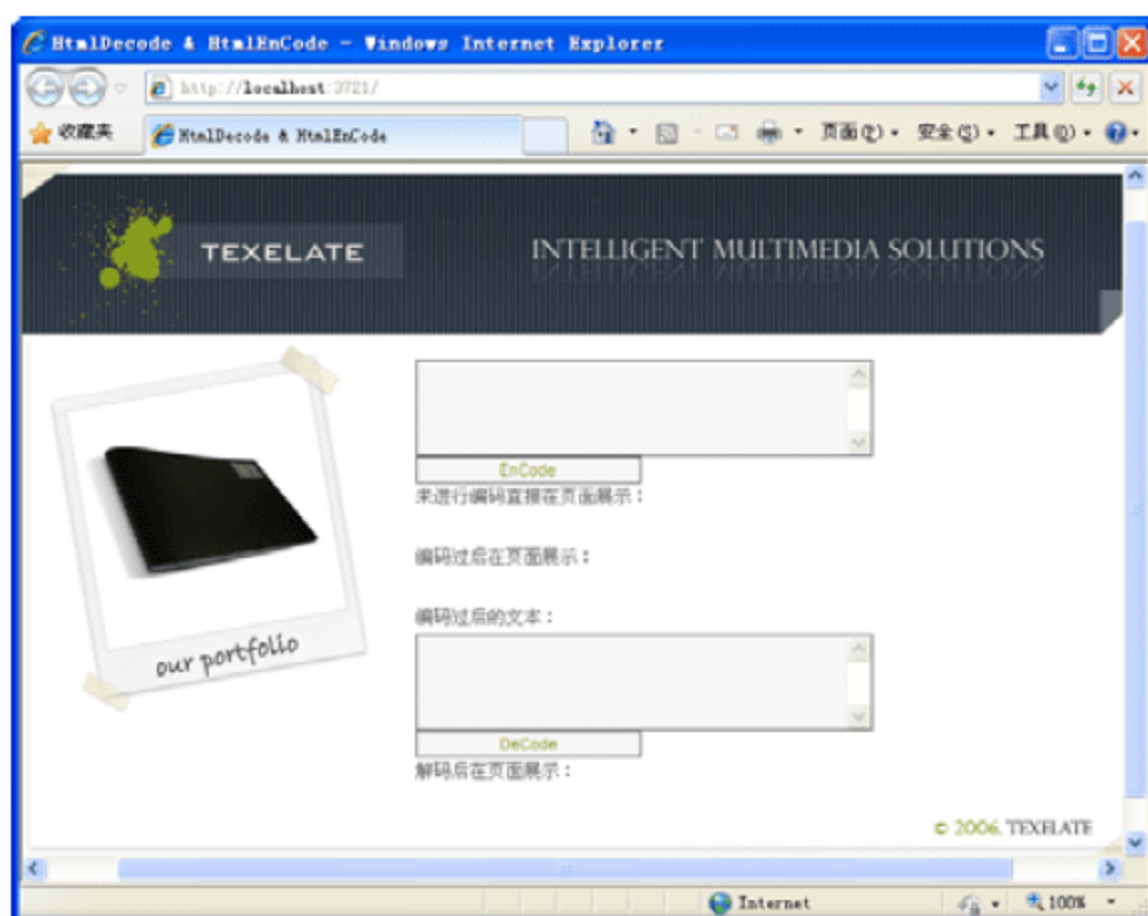 HtmlDecode & HtmlEnCode - Windows Internet Explorer
http://localhost:3721/
收藏夹
HtmlDecode & HtmlEnCode
页面(P)
安全(S)
工具(O)
TEXELATE
INTELLIGENT MULTIMEDIA SOLUTIONS
EnCode
未进行编码直接在页面展示：
编码过后在页面展示：
编码过后的文本：
our portfolio
DeCode
解码后在页面展示：
© 2006. TEXELATE
Internet
100%